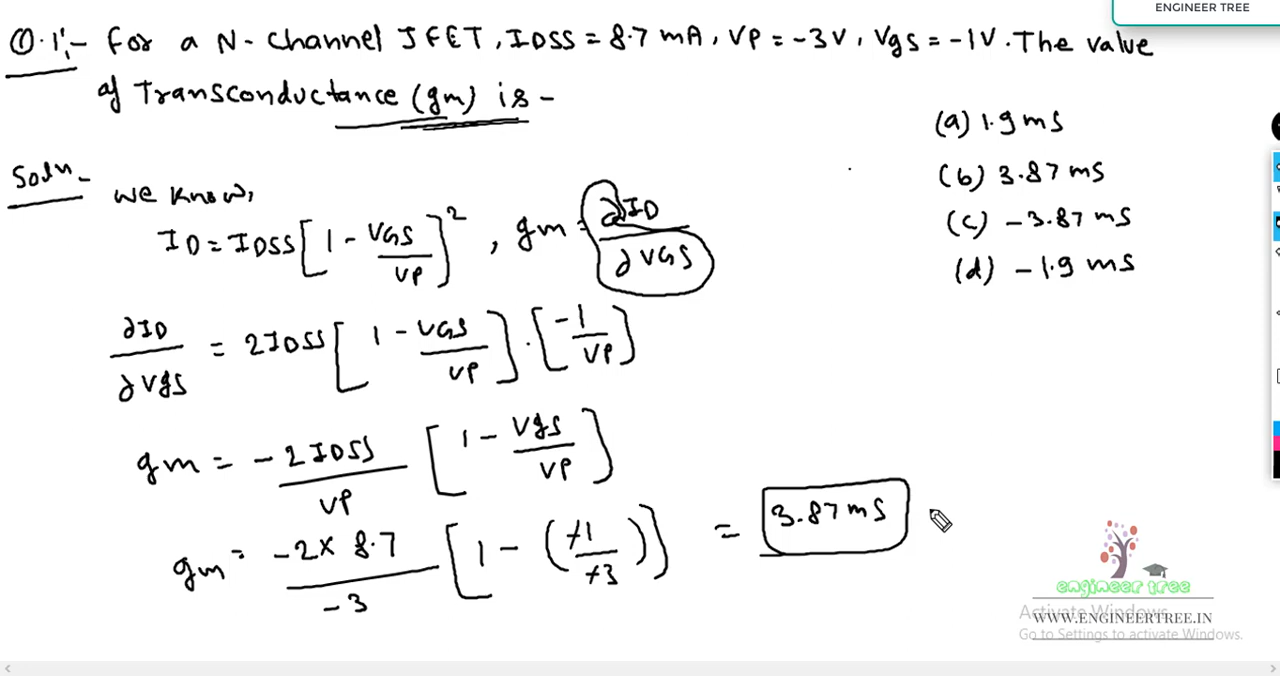 ENGINEER TREE
Q.1:- For a N-channel JFET, IDSS = 8.7 mA, VP = -3V, Vgs = -1V. The value
of Transconductance (gm) is -
(a) 1.9 mS
(b) 3.87 mS
(c) -3.87 mS
(d) -1.9 mS
Soln-
We know,
ID = IDSS [1 - VGS/VP]², gm = ∂ID/∂VGS
∂ID/∂Vgs = 2IDSS [1 - VGS/VP] · [-1/VP]
gm = -2IDSS/VP [1 - Vgs/VP]
gm = -2 × 8.7/-3 [1 - (-1/-3)] = 3.87 mS
engineer tree
WWW.ENGINEERTREE.IN
Activate Windows
Go to Settings to activate Windows.